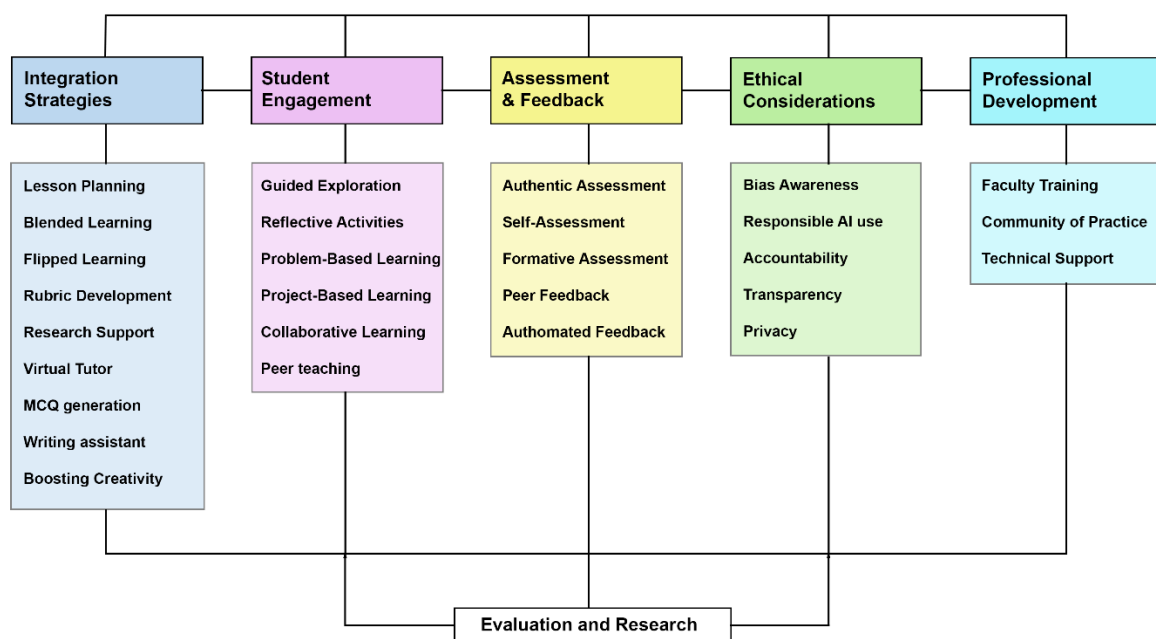 Integration
Strategies
Student
Engagement
Assessment
& Feedback
Ethical
Considerations
Professional
Development
Lesson Planning
Blended Learning
Flipped Learning
Rubric Development
Research Support
Virtual Tutor
MCQ generation
Writing assistant
Boosting Creativity
Guided Exploration
Reflective Activities
Problem-Based Learning
Project-Based Learning
Collaborative Learning
Peer teaching
Authentic Assessment
Self-Assessment
Formative Assessment
Peer Feedback
Authomated Feedback
Bias Awareness
Responsible AI use
Accountability
Transparency
Privacy
Faculty Training
Community of Practice
Technical Support
Evaluation and Research